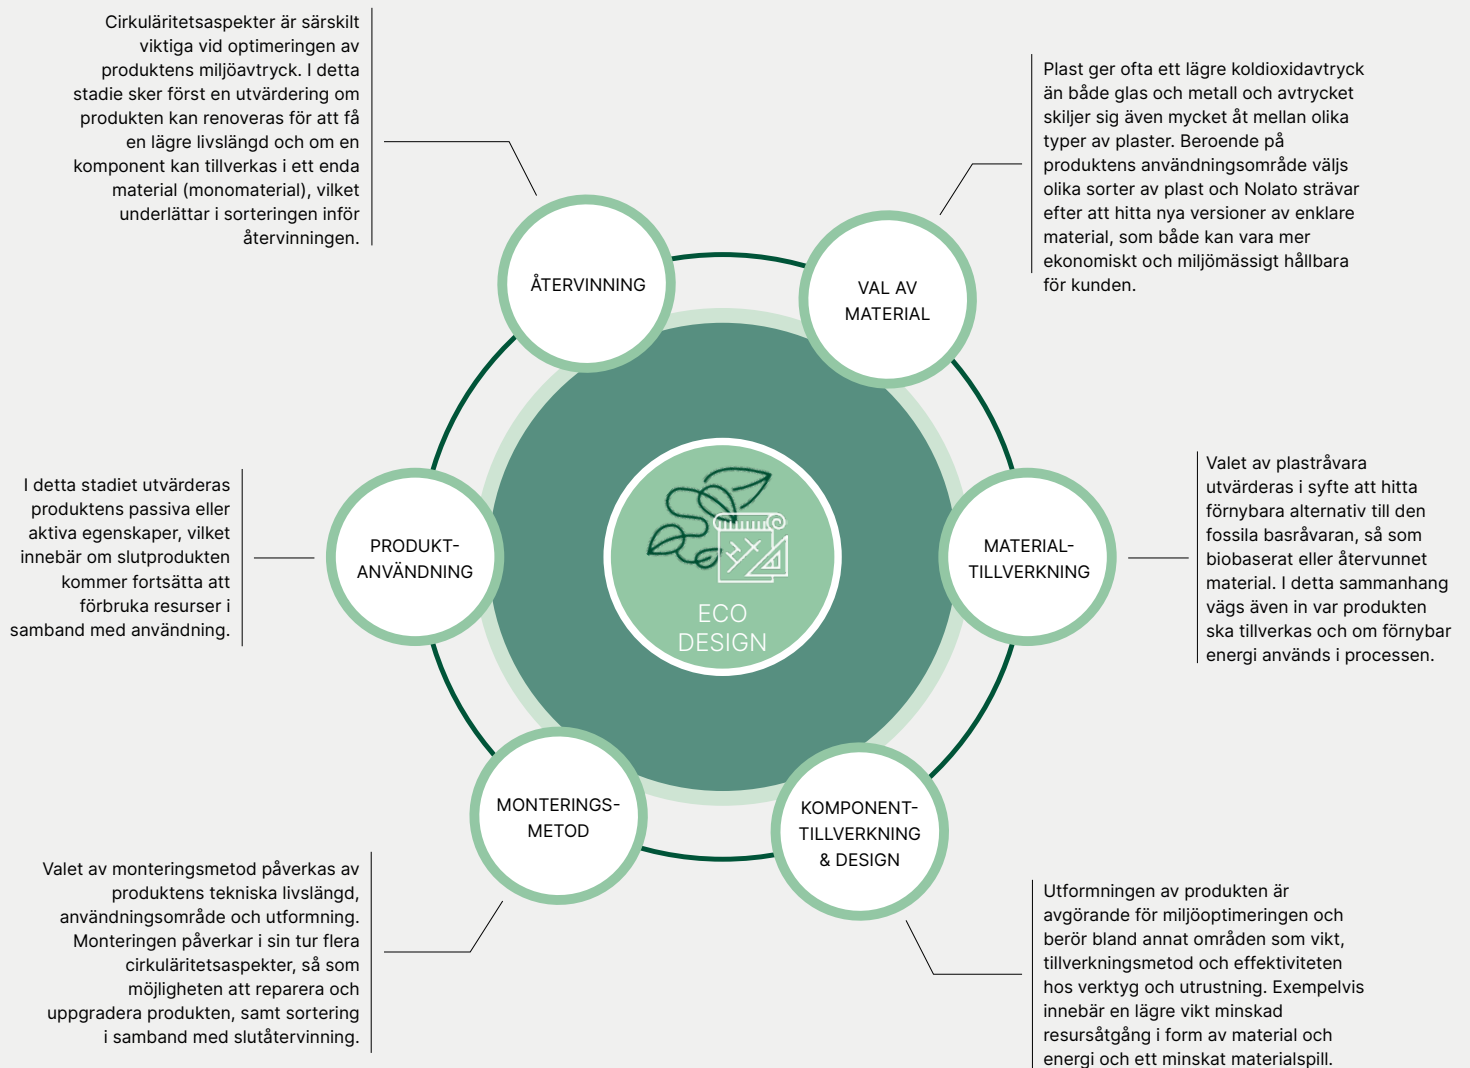 Cirkuläritetsaspekter är särskilt
viktiga vid optimeringen av
produktens miljöavtryck. I detta
stadie sker först en utvärdering om
produkten kan renoveras för att få
en lägre livslängd och om en
komponent kan tillverkas i ett enda
material (monomaterial), vilket
underlättar i sorteringen inför
återvinningen.
Plast ger ofta ett lägre koldioxidavtryck
än både glas och metall och avtrycket
skiljer sig även mycket åt mellan olika
typer av plaster. Beroende på
produktens användningsområde väljs
olika sorter av plast och Nolato strävar
efter att hitta nya versioner av enklare
material, som både kan vara mer
ekonomiskt och miljömässigt hållbara
för kunden.
ÅTERVINNING
VAL AV
MATERIAL
I detta stadiet utvärderas
produktens passiva eller
aktiva egenskaper, vilket
innebär om slutprodukten
kommer fortsätta att
förbruka resurser i
samband med användning.
PRODUKT-
ANVÄNDNING
ECO
DESIGN
MATERIAL-
TILLVERKNING
Valet av plastråvara
utvärderas i syfte att hitta
förnybara alternativ till den
fossila basråvaran, så som
biobaserat eller återvunnet
material. I detta sammanhang
vägs även in var produkten
ska tillverkas och om förnybar
energi används i processen.
MONTERINGS-
METOD
KOMPONENT-
TILLVERKNING
& DESIGN
Valet av monteringsmetod påverkas av
produktens tekniska livslängd,
användningsområde och utformning.
Monteringen påverkar i sin tur flera
cirkuläritetsaspekter, så som
möjligheten att reparera och
uppgradera produkten, samt sortering
i samband med slutåtervinning.
Utformningen av produkten är
avgörande för miljöoptimeringen och
berör bland annat områden som vikt,
tillverkningsmetod och effektiviteten
hos verktyg och utrustning. Exempelvis
innebär en lägre vikt minskad
resursåtgång i form av material och
energi och ett minskat materialspill.